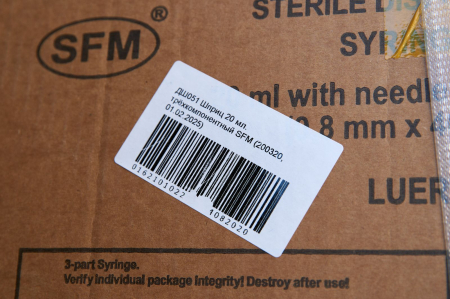 STERILE DIS
SFM
®
SYR
ml with needl
8 mm x
LUER
ДШ051 Шприц 20 мл.
трёхкомпонентный SFM (200320,
01.02.2025)
0162101022
1082020
3-part Syringe.
Verify individual package integrity! Destroy after use!